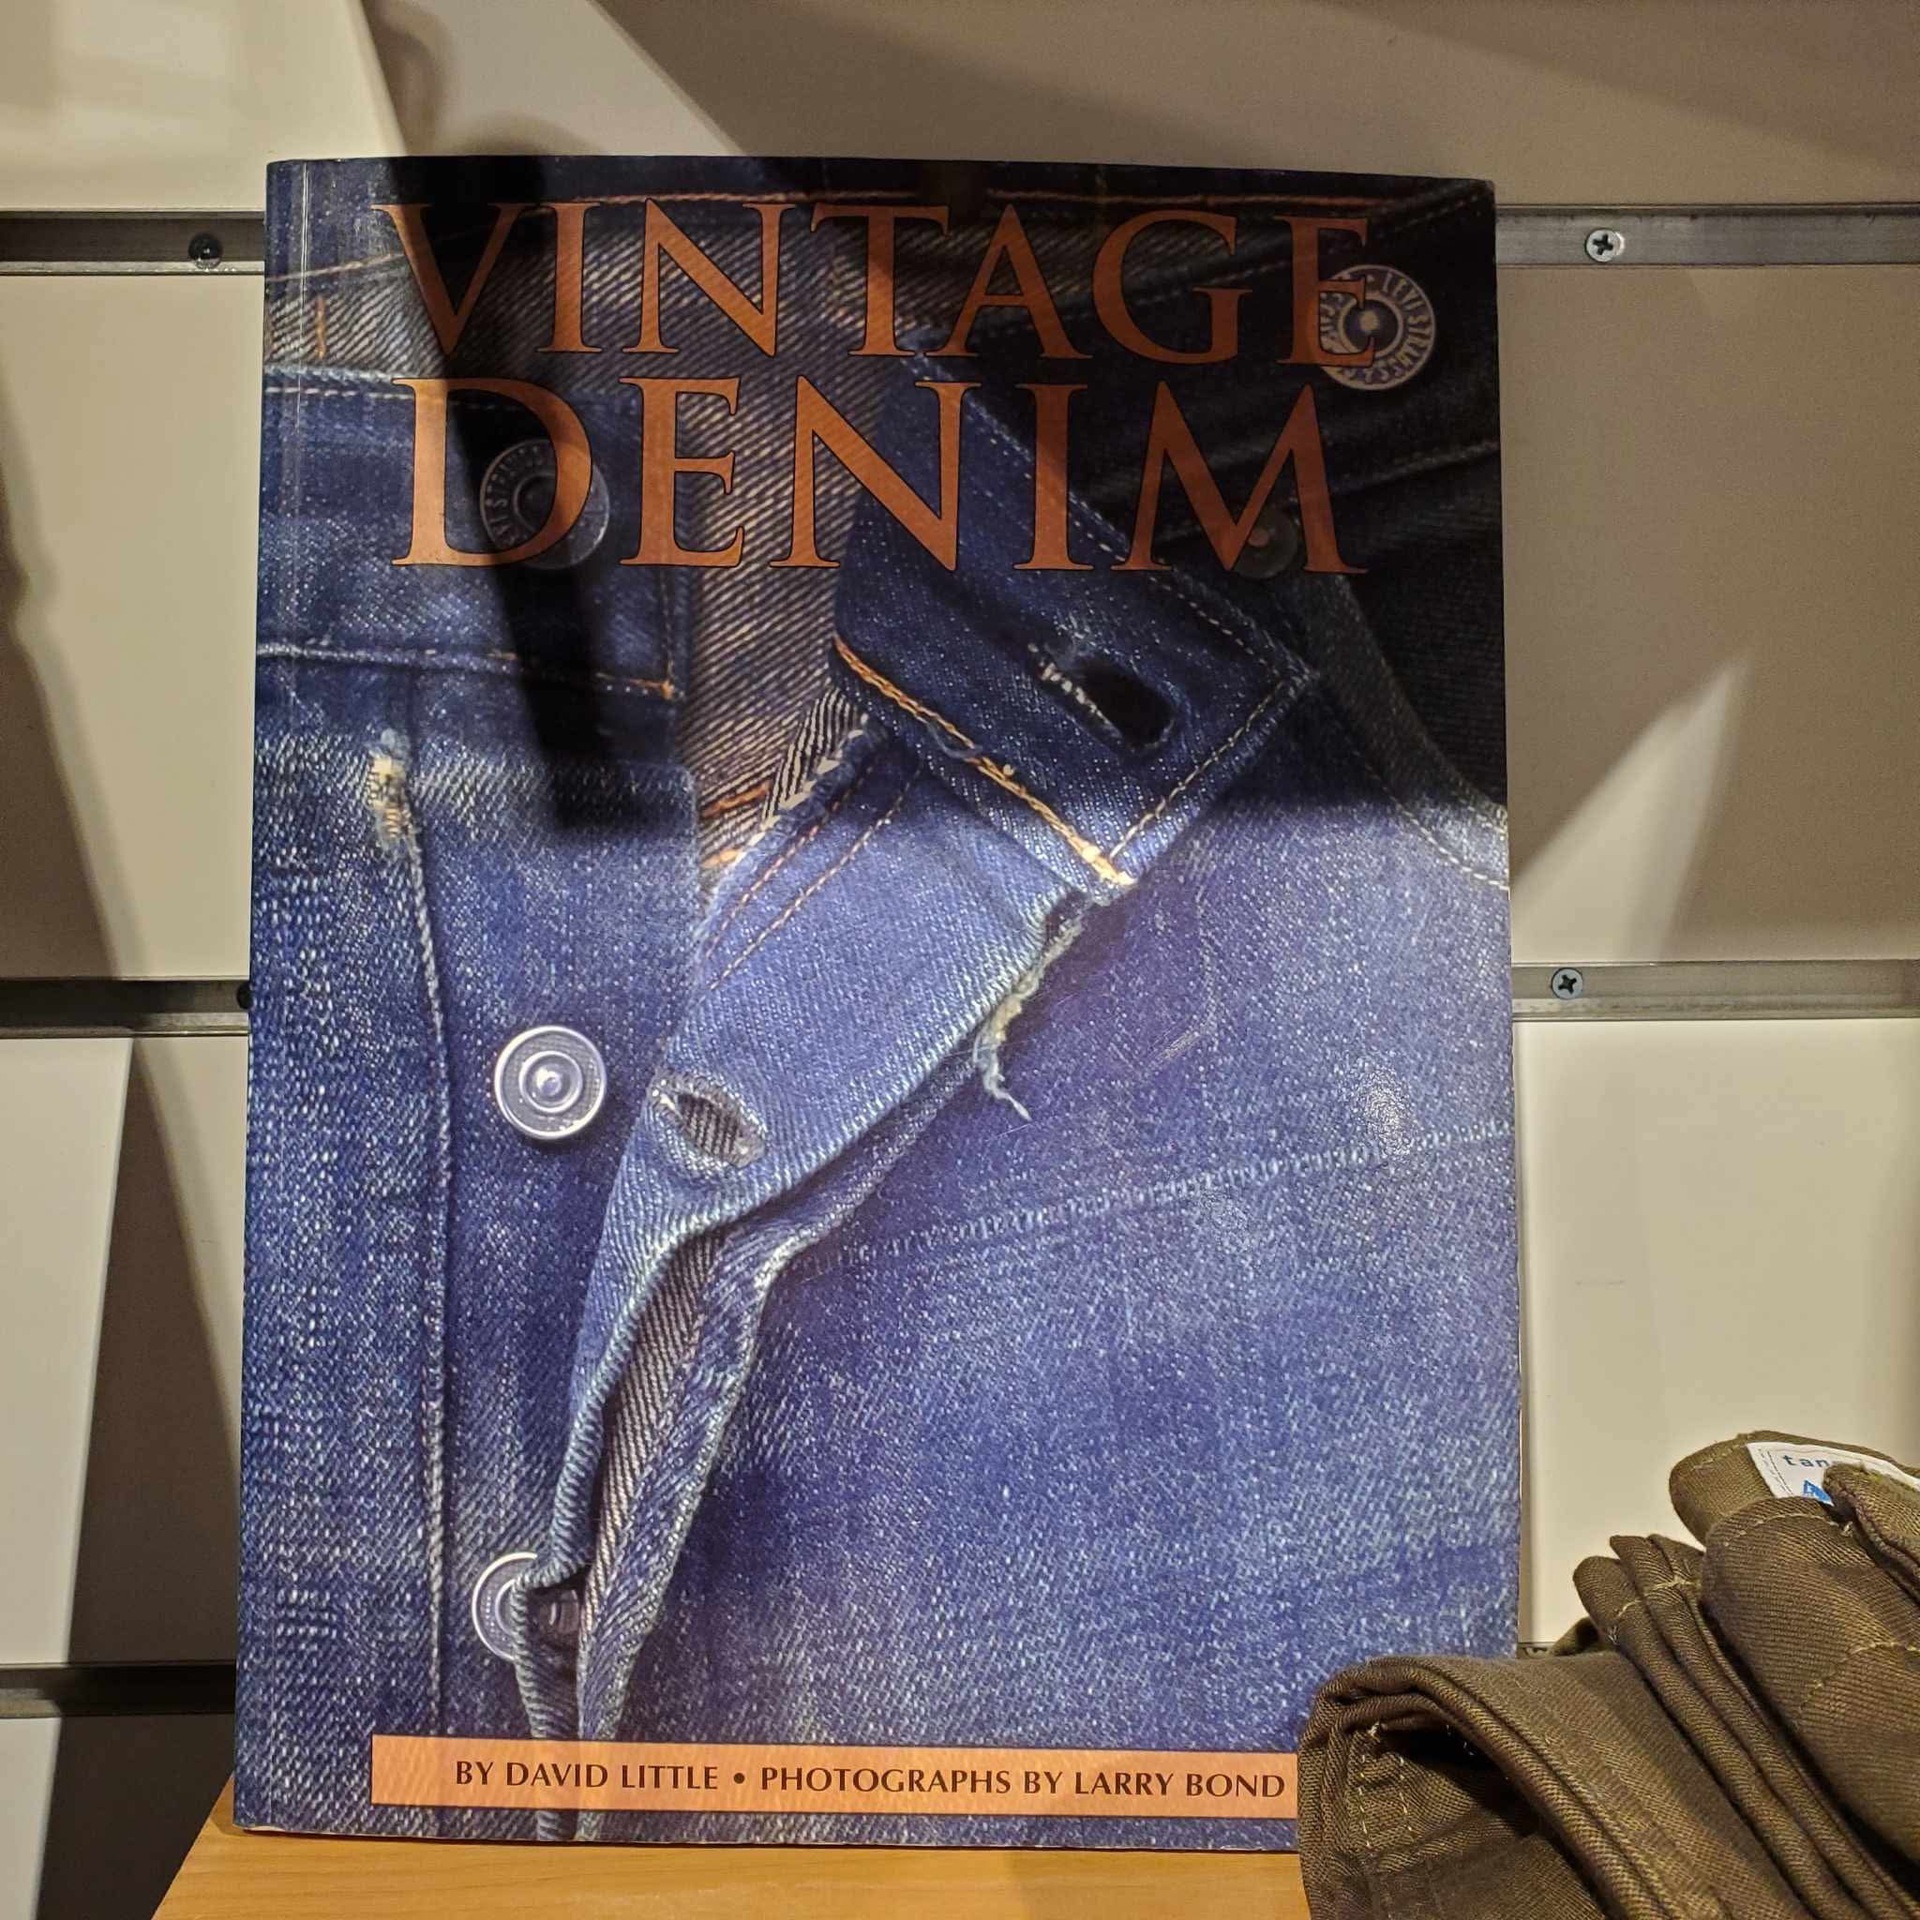 VINTAGE
DENIM
BY DAVID LITTLE • PHOTOGRAPHS BY LARRY BOND